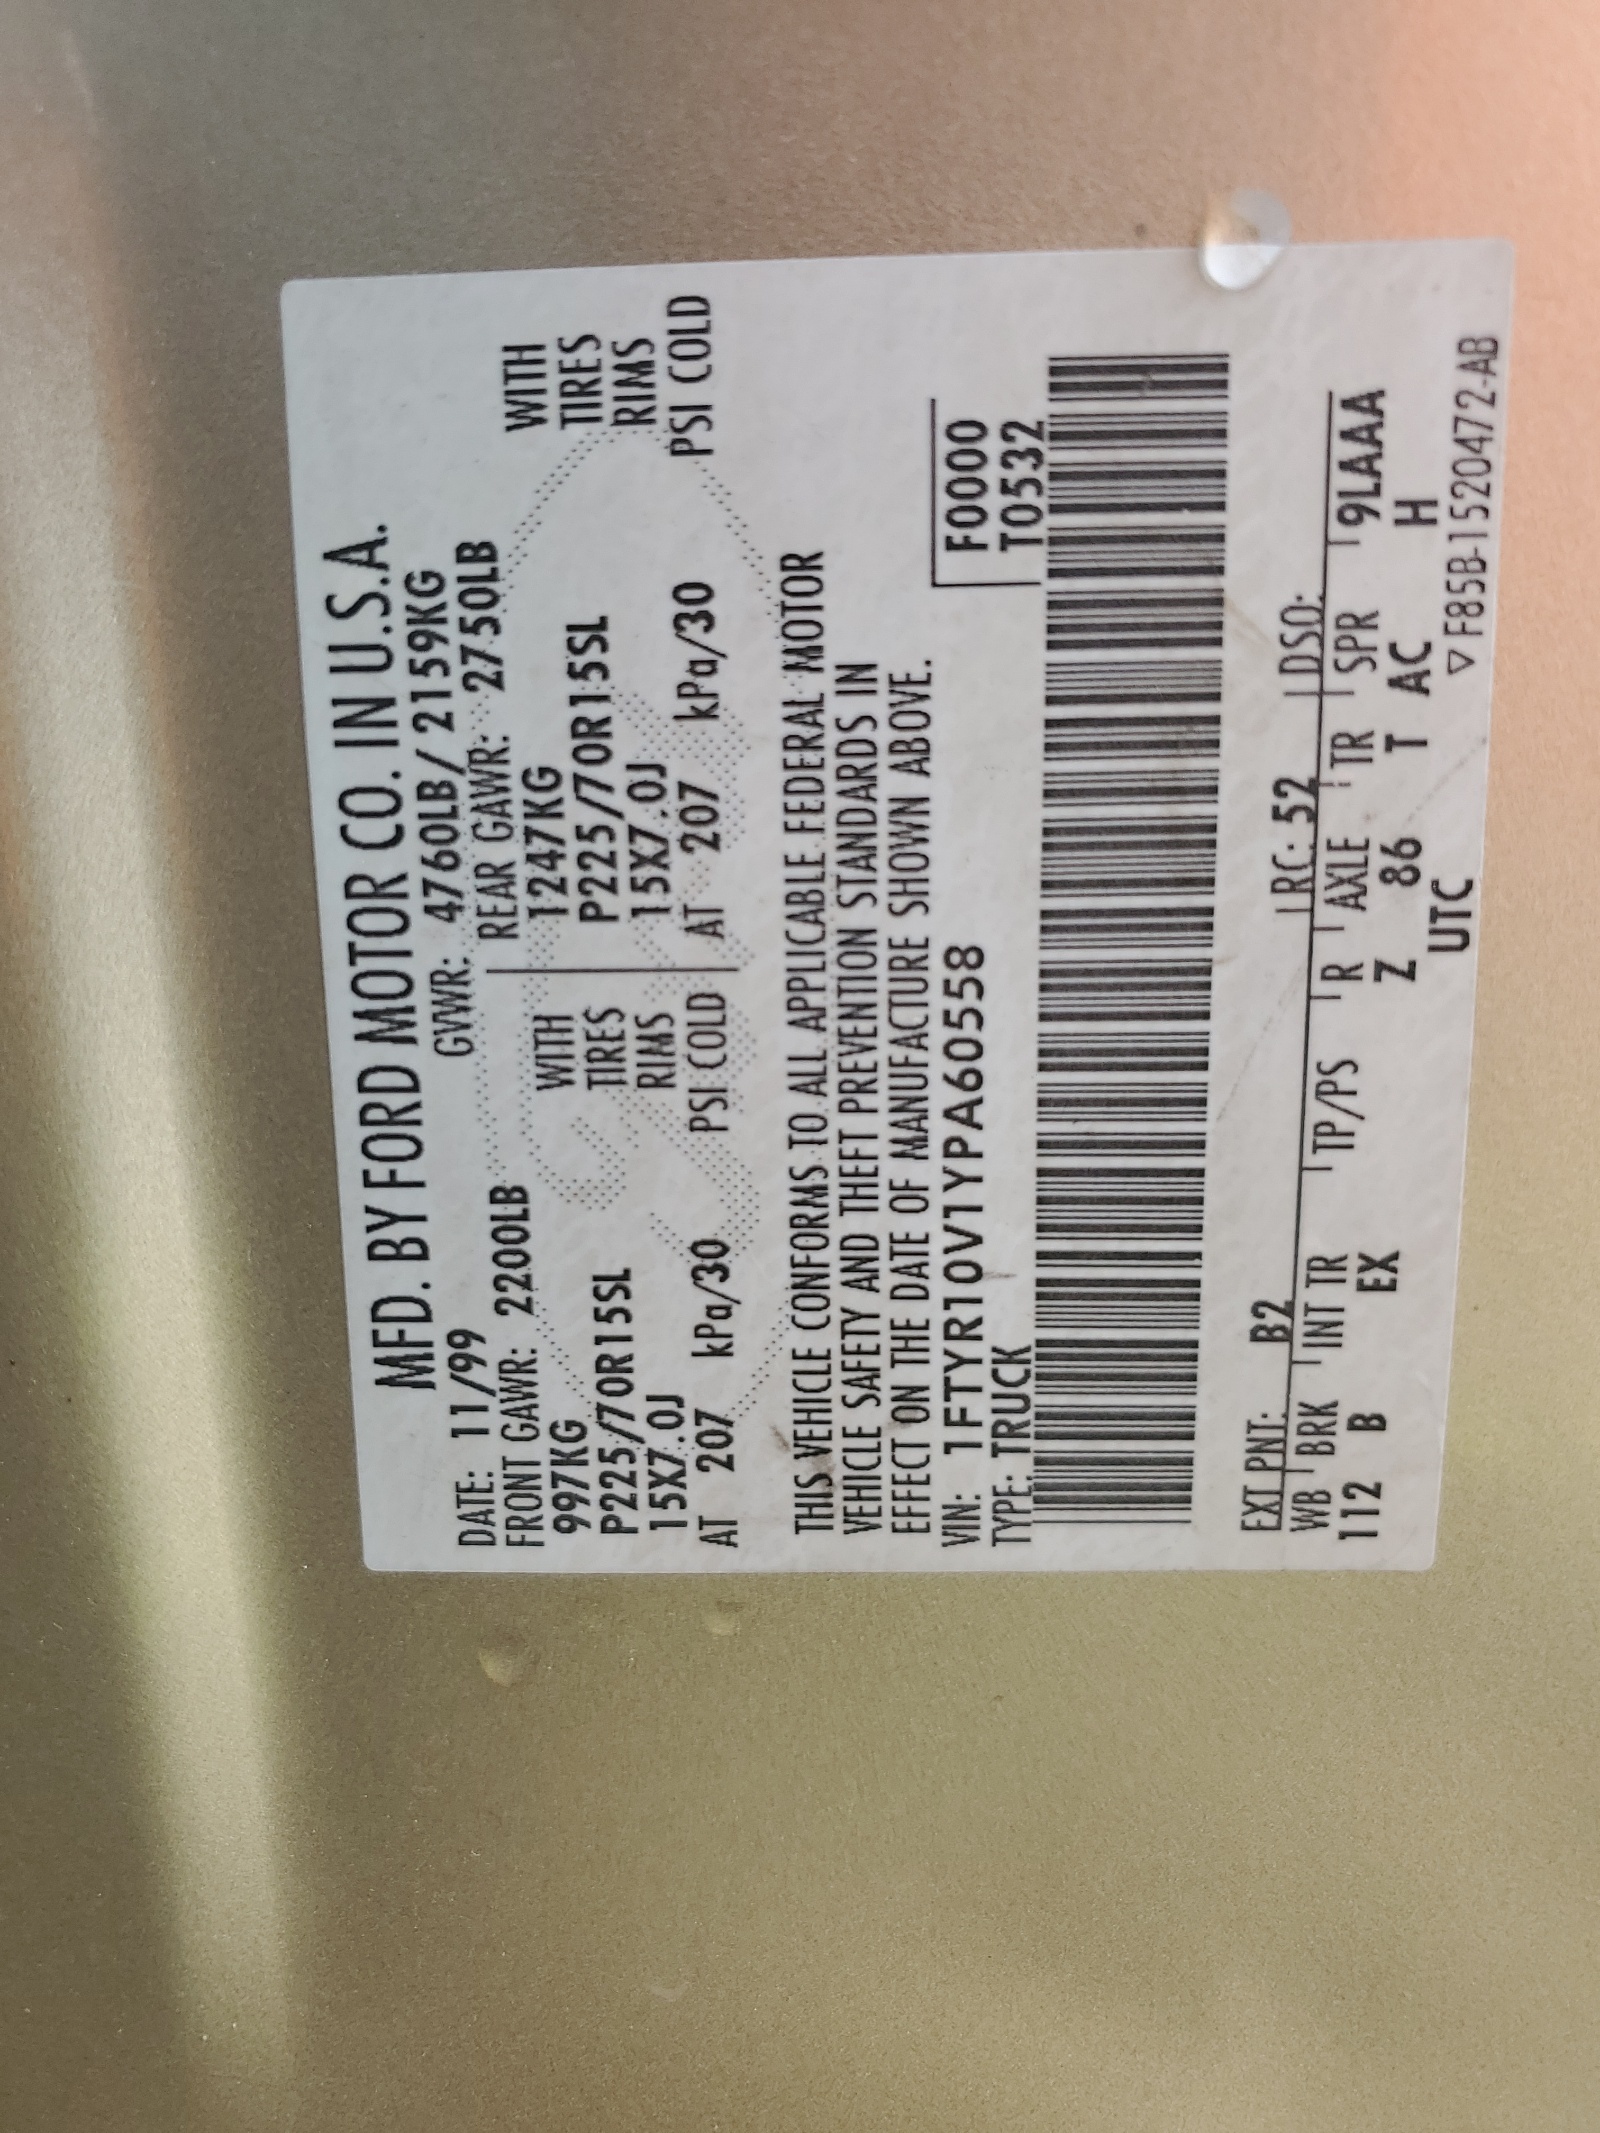 MFD. BY FORD MOTOR CO. IN U.S.A.
DATE: 11/99 GVWR: 4760LB/ 2159KG
FRONT GAWR: 2200LB REAR GAWR: 2750LB
997KG WITH 1247KG WITH
P225/70R15SL TIRES P225/70R15SL TIRES
15X7.0J RIMS 15X7.0J RIMS
AT 207 kPa/30 PSI COLD AT 207 kPa/30 PSI COLD
THIS VEHICLE CONFORMS TO ALL APPLICABLE FEDERAL MOTOR
VEHICLE SAFETY AND THEFT PREVENTION STANDARDS IN
EFFECT ON THE DATE OF MANUFACTURE SHOWN ABOVE.
VIN: 1FTYR10V1YPA60558 F0000
TYPE: TRUCK T0532
EXT PNT: B2 RC: 52 DSO:
WB BRK INT TR TP/PS R AXLE TR SPR 9LAAA
112 B EX Z 86 T AC H
UTC
▽ F85B-1520472-AB